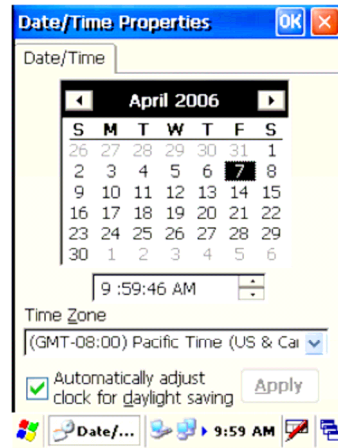 Date/Time Properties OK
Date/Time
April 2006
S M T W T F S
26 27 28 29 30 31 1
2 3 4 5 6 7 8
9 10 11 12 13 14 15
16 17 18 19 20 21 22
23 24 25 26 27 28 29
30 1 2 3 4 5 6
9 :59:46 AM
Time Zone
(GMT-08:00) Pacific Time (US & Car
Automatically adjust
clock for daylight saving
Apply
Date/... 9:59 AM